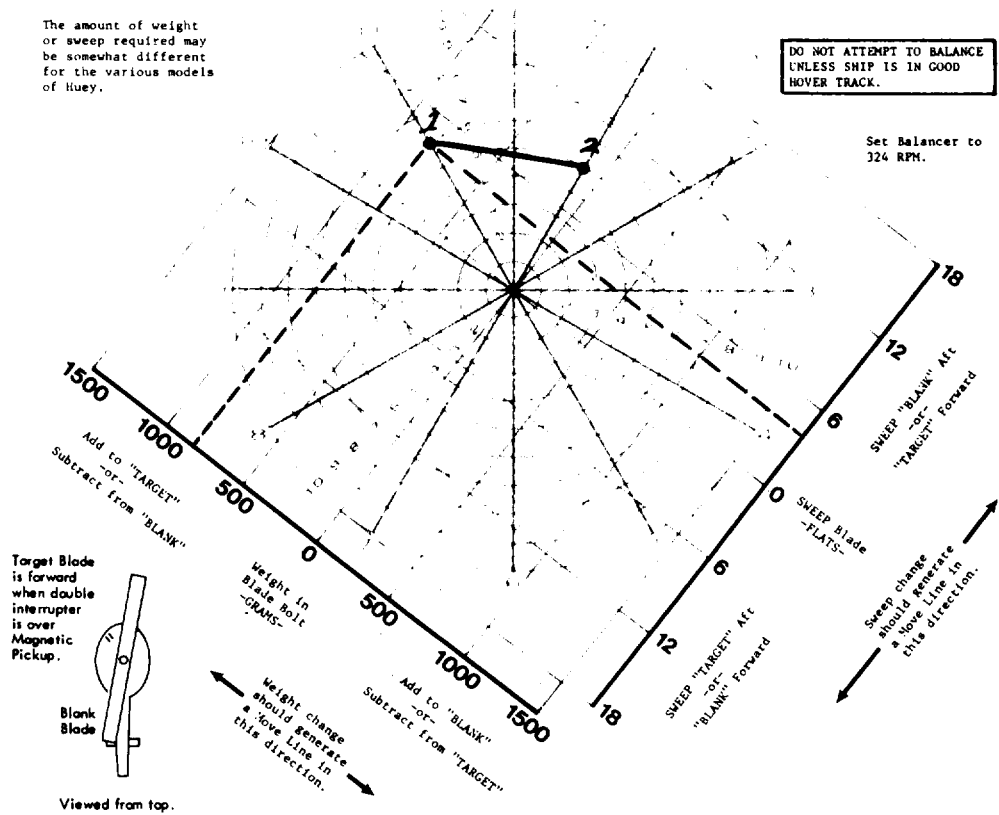 The amount of weight
or sweep required may
be somewhat different
for the various models
of Huey.
DO NOT ATTEMPT TO BALANCE
UNLESS SHIP IS IN GOOD
HOVER TRACK.
Set Balancer to
324 RPM.
1
2
18
12
6
0
6
12
18
SWEEP "BLANK" Aft
-or-
"TARGET" Forward
SWEEP Blade
-FLATS-
SWEEP "TARGET" Aft
-or-
"BLANK" Forward
Sweep change
should generate
a Move Line in
this direction.
1500
1000
500
0
500
1000
1500
Add to "TARGET"
-or-
Subtract from "BLANK"
Weight in
Blade Bolt
-GRAMS-
Add to "BLANK"
-or-
Subtract from "TARGET"
Weight change
should generate
a Move Line in
this direction.
Target Blade
is forward
when double
interrupter
is over
Magnetic
Pickup.
Blank
Blade
Viewed from top.